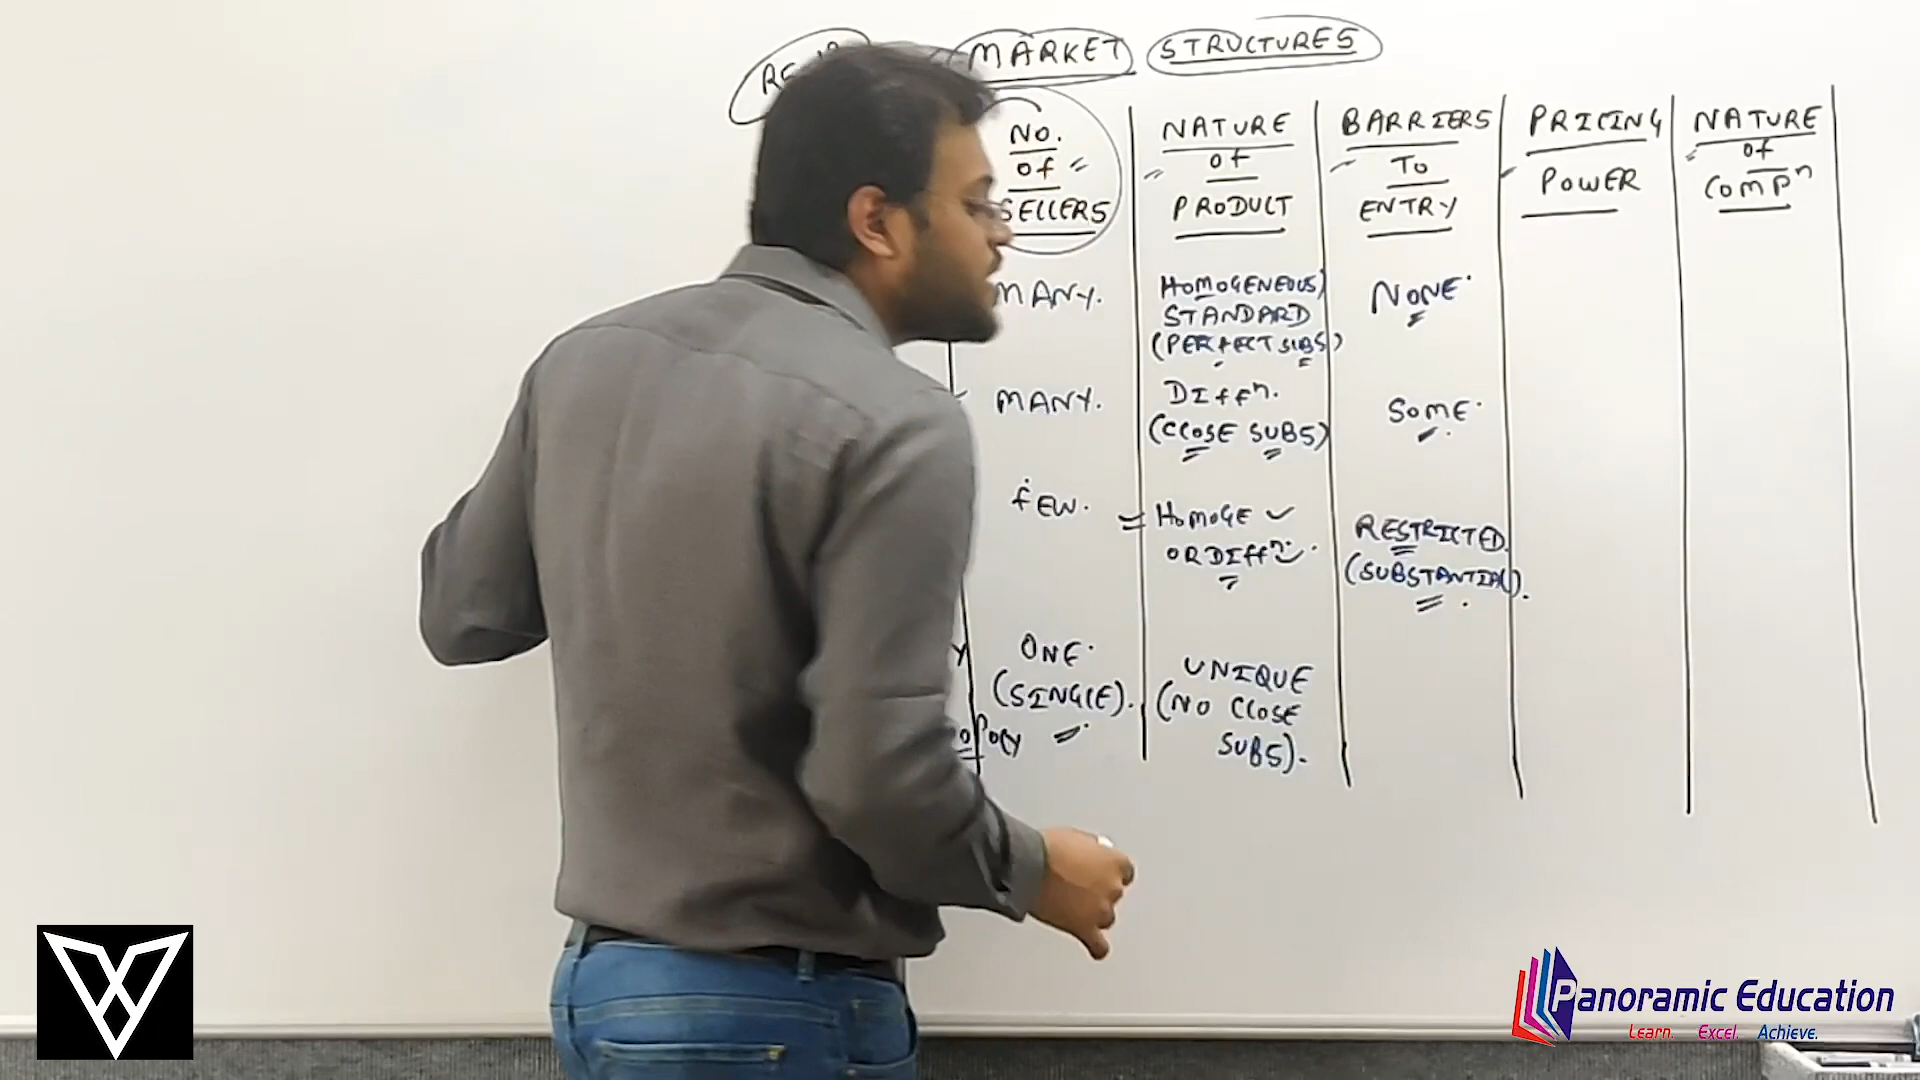 MARKET STRUCTURES
NO. of SELLERS
NATURE of PRODUCT
BARRIERS TO ENTRY
PRICING POWER
NATURE of COMPn
MANY.
HOMOGENEOUS)
STANDARD
(PERFECT SUBS)
NONE.
MANY.
DIffn.
(CLOSE SUBS)
SOME.
fEW.
HOMOGE
OR DIffn.
RESTRICTED
(SUBSTANTIAL).
ONE.
(SINGLE).
UNIQUE
(NO CLOSE
SUBS).
Panoramic Education
Learn. Excel. Achieve.